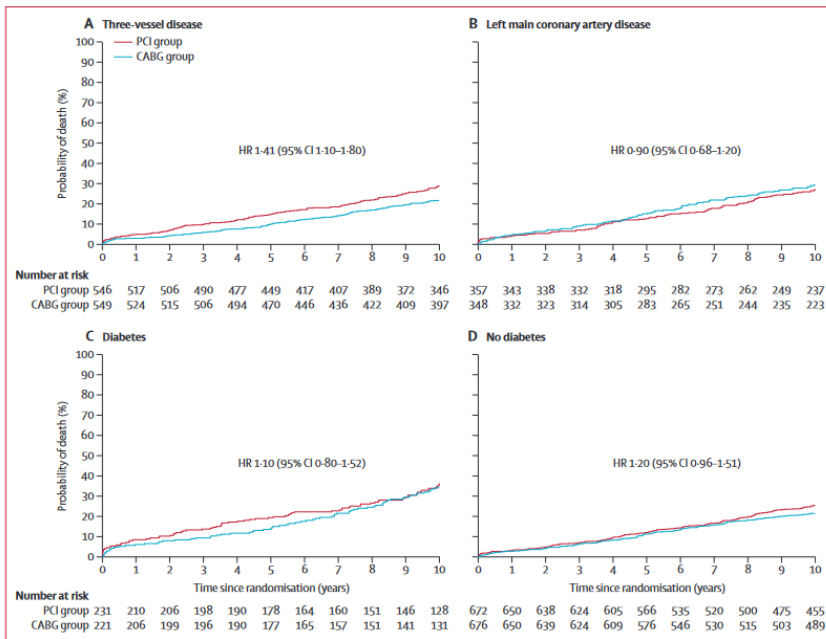 A Three-vessel disease
PCI group
CABG group
HR 1·41 (95% CI 1·10–1·80)
Probability of death (%)
100
90
80
70
60
50
40
30
20
10
0
0 1 2 3 4 5 6 7 8 9 10
Number at risk
PCI group 546 517 506 490 477 449 417 407 389 372 346
CABG group 549 524 515 506 494 470 446 436 422 409 397
B Left main coronary artery disease
HR 0·90 (95% CI 0·68–1·20)
0 1 2 3 4 5 6 7 8 9 10
357 343 338 332 318 295 282 273 262 249 237
348 332 323 314 305 283 265 251 244 235 223
C Diabetes
HR 1·10 (95% CI 0·80–1·52)
Probability of death (%)
100
90
80
70
60
50
40
30
20
10
0
0 1 2 3 4 5 6 7 8 9 10
Time since randomisation (years)
Number at risk
PCI group 231 210 206 198 190 178 164 160 151 146 128
CABG group 221 206 199 196 190 177 165 157 151 141 131
D No diabetes
HR 1·20 (95% CI 0·96–1·51)
0 1 2 3 4 5 6 7 8 9 10
Time since randomisation (years)
672 650 638 624 605 566 535 520 500 475 455
676 650 639 624 609 576 546 530 515 503 489